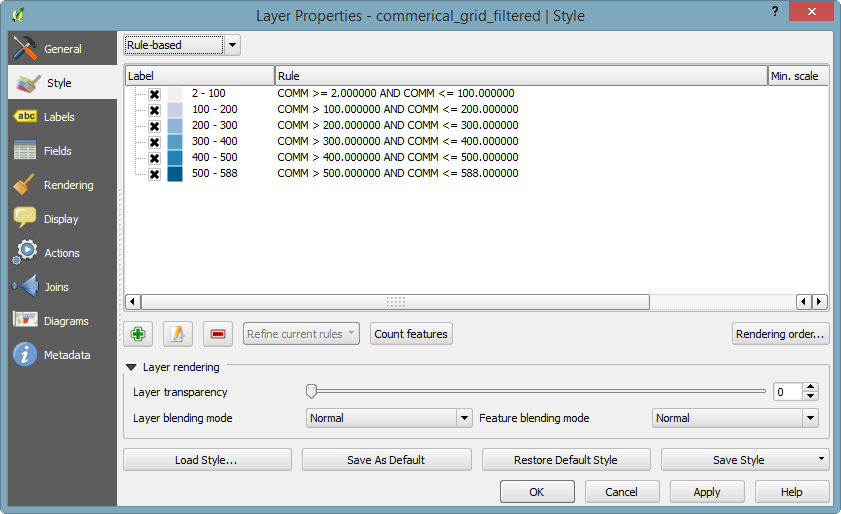 Layer Properties - commerical_grid_filtered | Style
?
General
Style
abc Labels
Fields
Rendering
Display
Actions
Joins
Diagrams
Metadata
Rule-based
Label Rule Min. scale
2 - 100 COMM >= 2.000000 AND COMM <= 100.000000
100 - 200 COMM > 100.000000 AND COMM <= 200.000000
200 - 300 COMM > 200.000000 AND COMM <= 300.000000
300 - 400 COMM > 300.000000 AND COMM <= 400.000000
400 - 500 COMM > 400.000000 AND COMM <= 500.000000
500 - 588 COMM > 500.000000 AND COMM <= 588.000000
Refine current rules Count features Rendering order...
Layer rendering
Layer transparency 0
Layer blending mode Normal Feature blending mode Normal
Load Style... Save As Default Restore Default Style Save Style
OK Cancel Apply Help